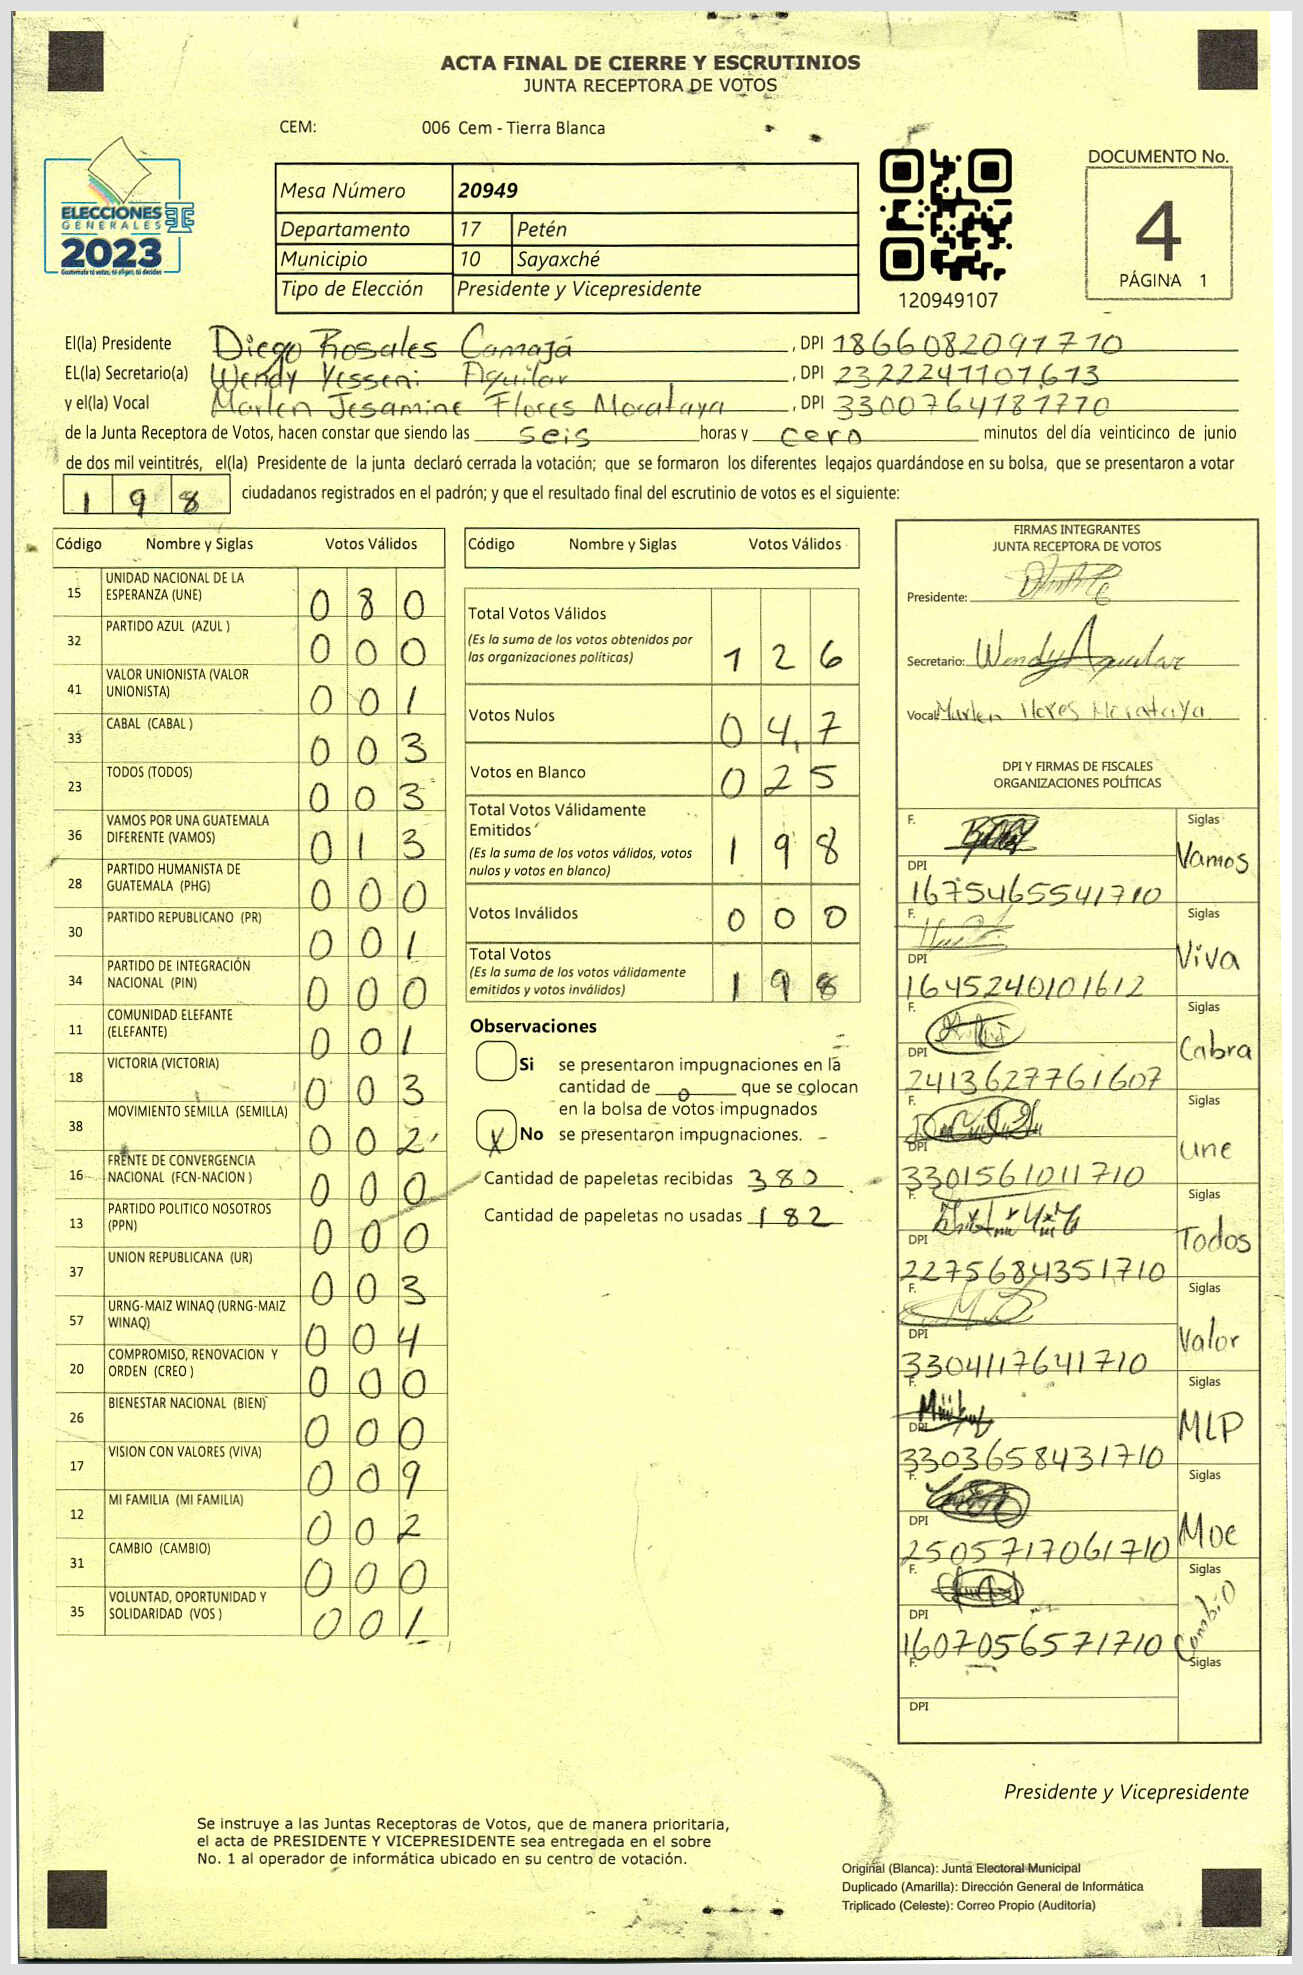 ACTA FINAL DE CIERRE Y ESCRUTINIOS
JUNTA RECEPTORA DE VOTOS
CEM: 006 Cem - Tierra Blanca
ELECCIONES
GENERALES
2023
Guatemala tú votas, tú eliges, tú decides
Mesa Número 20949
Departamento 17 Petén
Municipio 10 Sayaxché
Tipo de Elección Presidente y Vicepresidente
120949107
DOCUMENTO No.
4
PÁGINA 1
El(la) Presidente Diego Rosales Camajá , DPI 1866082091710
EL(la) Secretario(a) Wendy Yesseni Aguilar , DPI 2322241101613
y el(la) Vocal Marlen Jesamine Flores Morataya , DPI 3300764181710
de la Junta Receptora de Votos, hacen constar que siendo las seis horas y cero minutos del día veinticinco de junio
de dos mil veintitrés, el(la) Presidente de la junta declaró cerrada la votación; que se formaron los diferentes legajos guardándose en su bolsa, que se presentaron a votar
198 ciudadanos registrados en el padrón; y que el resultado final del escrutinio de votos es el siguiente:
Código Nombre y Siglas Votos Válidos
15 UNIDAD NACIONAL DE LA ESPERANZA (UNE) 0 8 0
32 PARTIDO AZUL (AZUL ) 0 0 0
41 VALOR UNIONISTA (VALOR UNIONISTA) 0 0 1
33 CABAL (CABAL ) 0 0 3
23 TODOS (TODOS) 0 0 3
36 VAMOS POR UNA GUATEMALA DIFERENTE (VAMOS) 0 1 3
28 PARTIDO HUMANISTA DE GUATEMALA (PHG) 0 0 0
30 PARTIDO REPUBLICANO (PR) 0 0 1
34 PARTIDO DE INTEGRACIÓN NACIONAL (PIN) 0 0 0
11 COMUNIDAD ELEFANTE (ELEFANTE) 0 0 1
18 VICTORIA (VICTORIA) 0 0 3
38 MOVIMIENTO SEMILLA (SEMILLA) 0 0 2
16 FRENTE DE CONVERGENCIA NACIONAL (FCN-NACION ) 0 0 0
13 PARTIDO POLITICO NOSOTROS (PPN) 0 0 0
37 UNION REPUBLICANA (UR) 0 0 3
57 URNG-MAIZ WINAQ (URNG-MAIZ WINAQ) 0 0 4
20 COMPROMISO, RENOVACION Y ORDEN (CREO ) 0 0 0
26 BIENESTAR NACIONAL (BIEN) 0 0 0
17 VISION CON VALORES (VIVA) 0 0 9
12 MI FAMILIA (MI FAMILIA) 0 0 2
31 CAMBIO (CAMBIO) 0 0 0
35 VOLUNTAD, OPORTUNIDAD Y SOLIDARIDAD (VOS ) 0 0 1
Código Nombre y Siglas Votos Válidos
Total Votos Válidos 1 2 6
(Es la suma de los votos obtenidos por
las organizaciones políticas)
Votos Nulos 0 4 7
Votos en Blanco 0 2 5
Total Votos Válidamente
Emitidos 1 9 8
(Es la suma de los votos válidos, votos
nulos y votos en blanco)
Votos Inválidos 0 0 0
Total Votos 1 9 8
(Es la suma de los votos válidamente
emitidos y votos inválidos)
Observaciones
Si se presentaron impugnaciones en la
cantidad de 0 que se colocan
en la bolsa de votos impugnados
X No se presentaron impugnaciones.
Cantidad de papeletas recibidas 380
Cantidad de papeletas no usadas 182
FIRMAS INTEGRANTES
JUNTA RECEPTORA DE VOTOS
Presidente:
Secretario: Wendy Aguilar
Vocal: Marlen Flores Morataya
DPI Y FIRMAS DE FISCALES
ORGANIZACIONES POLÍTICAS
F. Siglas
DPI Vamos
1675465541710
F. Siglas
DPI Viva
1645240101612
F. Siglas
DPI Cabra
2413627761607
F. Siglas
DPI une
3301561011710
F. Siglas
DPI Todos
2275684351710
F. Siglas
DPI Valor
3304117641710
F. Siglas
DPI MLP
3303658431710
F. Siglas
DPI Moe
2505717061710
F. Siglas
DPI Cambio
1607056571710
F. Siglas
DPI
Presidente y Vicepresidente
Se instruye a las Juntas Receptoras de Votos, que de manera prioritaria,
el acta de PRESIDENTE Y VICEPRESIDENTE sea entregada en el sobre
No. 1 al operador de informática ubicado en su centro de votación.
Original (Blanca): Junta Electoral Municipal
Duplicado (Amarilla): Dirección General de Informática
Triplicado (Celeste): Correo Propio (Auditoría)